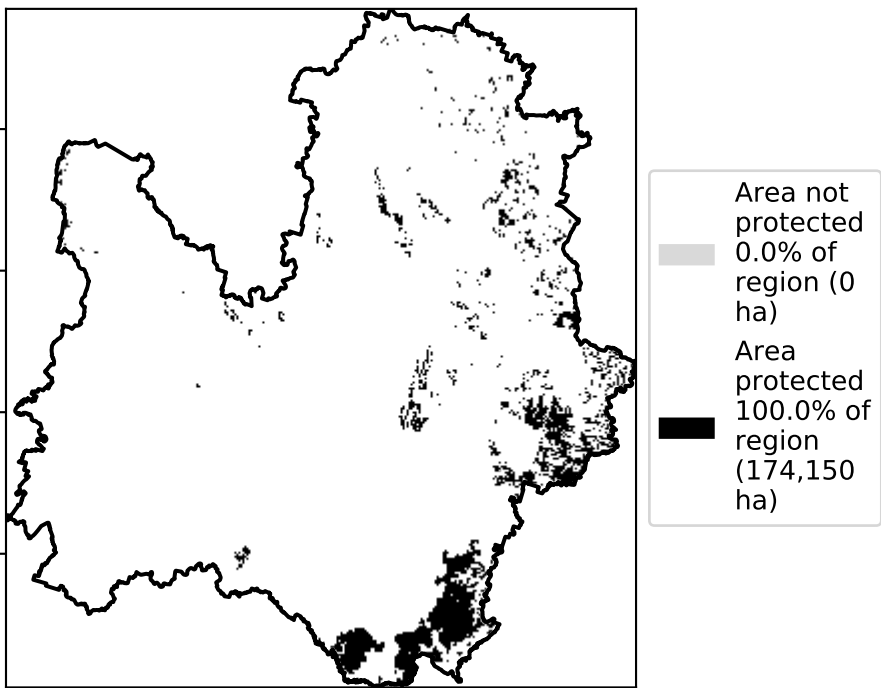 Area not
protected
0.0% of
region (0
ha)
Area
protected
100.0% of
region
(174,150
ha)